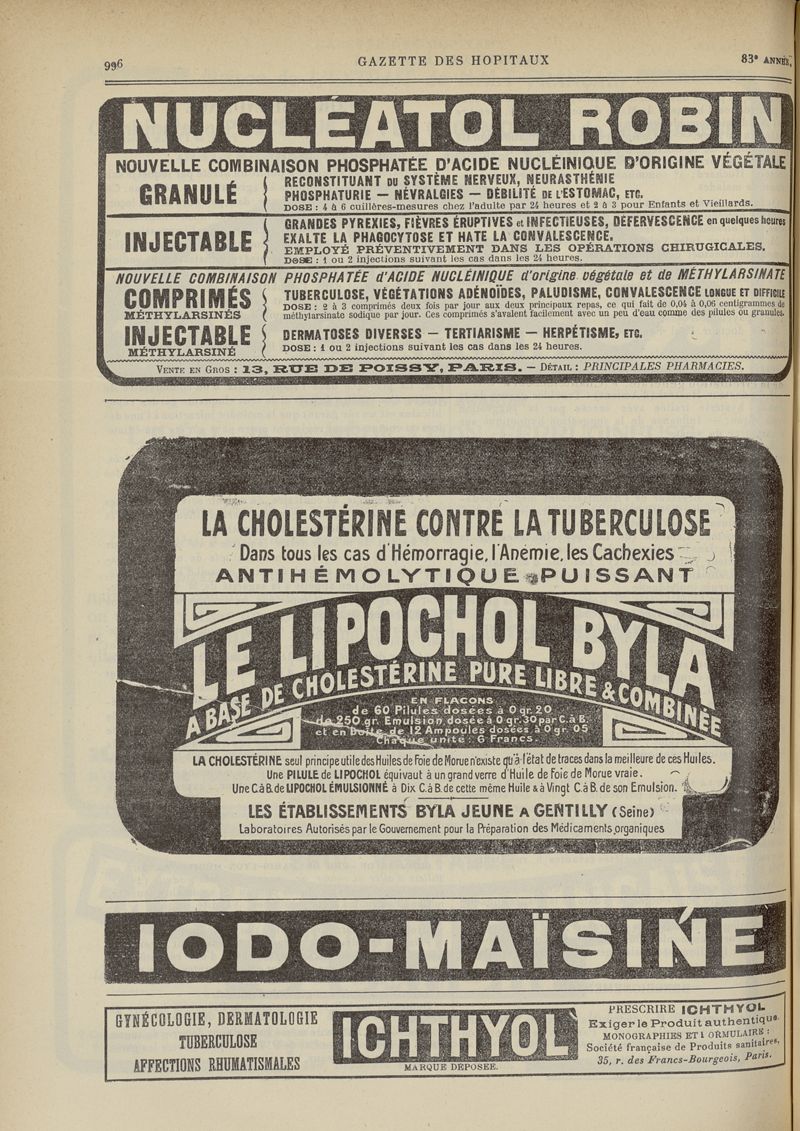 996
GAZETTE DES HOPITAUX
83e ANNÉE,
NUCLÉATOL ROBIN
NOUVELLE COMBINAISON PHOSPHATÉE D'ACIDE NUCLÉINIQUE D'ORIGINE VÉGÉTALE
GRANULÉ
RECONSTITUANT DU SYSTÈME NERVEUX, NEURASTHÉNIE
PHOSPHATURIE — NÉVRALGIES — DÉBILITÉ DE L'ESTOMAC, ETC.
DOSE : 4 à 6 cuillères-mesures chez l'adulte par 24 heures et 2 à 3 pour Enfants et Vieillards.
INJECTABLE
GRANDES PYREXIES, FIÈVRES ÉRUPTIVES et INFECTIEUSES, DÉFERVESCENCE en quelques heures
EXALTE LA PHAGOCYTOSE ET HATE LA CONVALESCENCE.
EMPLOYÉ PRÉVENTIVEMENT DANS LES OPÉRATIONS CHIRUGICALES.
DOSE : 1 ou 2 injections suivant les cas dans les 24 heures.
NOUVELLE COMBINAISON PHOSPHATÉE d'ACIDE NUCLÉINIQUE d'origine végétale et de MÉTHYLARSINATE
COMPRIMÉS
MÉTHYLARSINÉS
TUBERCULOSE, VÉGÉTATIONS ADÉNOÏDES, PALUDISME, CONVALESCENCE LONGUE ET DIFFICILE
DOSE : 2 à 3 comprimés deux fois par jour aux deux principaux repas, ce qui fait de 0,04 à 0,06 centigrammes de
méthylarsinate sodique par jour. Ces comprimés s'avalent facilement avec un peu d'eau comme des pilules ou granules.
INJECTABLE
MÉTHYLARSINÉ
DERMATOSES DIVERSES — TERTIARISME — HERPÉTISME, ETC.
DOSE : 1 ou 2 injections suivant les cas dans les 24 heures.
VENTE EN GROS : 13, RUE DE POISSY, PARIS. — DÉTAIL : PRINCIPALES PHARMACIES.
LA CHOLESTÉRINE CONTRE LA TUBERCULOSE
Dans tous les cas d'Hémorragie, l'Anémie, les Cachexies
ANTIHÉMOLYTIQUE PUISSANT
LE LIPOCHOL BYLA
A BASE DE CHOLESTÉRINE PURE LIBRE & COMBINÉE
EN FLACONS
de 60 Pilules dosées à 0 gr. 20
de 250 gr. Emulsion dosée à 0 gr. 30 par C. à B.
et en boîte de 12 Ampoules dosées à 0 gr. 05
Chaque unité : 6 Francs.
LA CHOLESTÉRINE seul principe utile des Huiles de Foie de Morue n'existe qu'à l'état de traces dans la meilleure de ces Huiles.
Une PILULE de LIPOCHOL équivaut à un grand verre d'Huile de Foie de Morue vraie.
Une C à B. de LIPOCHOL ÉMULSIONNÉ à Dix C. à B. de cette même Huile & à Vingt C. à B. de son Emulsion.
LES ÉTABLISSEMENTS BYLA JEUNE A GENTILLY (Seine)
Laboratoires Autorisés par le Gouvernement pour la Préparation des Médicaments organiques
IODO-MAÏSINE
GYNÉCOLOGIE, DERMATOLOGIE
TUBERCULOSE
AFFECTIONS RHUMATISMALES
ICHTHYOL
MARQUE DÉPOSÉE.
PRESCRIRE ICHTHYOL
Exiger le Produit authentique.
MONOGRAPHIES ET FORMULAIRE :
Société française de Produits sanitaires,
35, r. des Francs-Bourgeois, Paris.